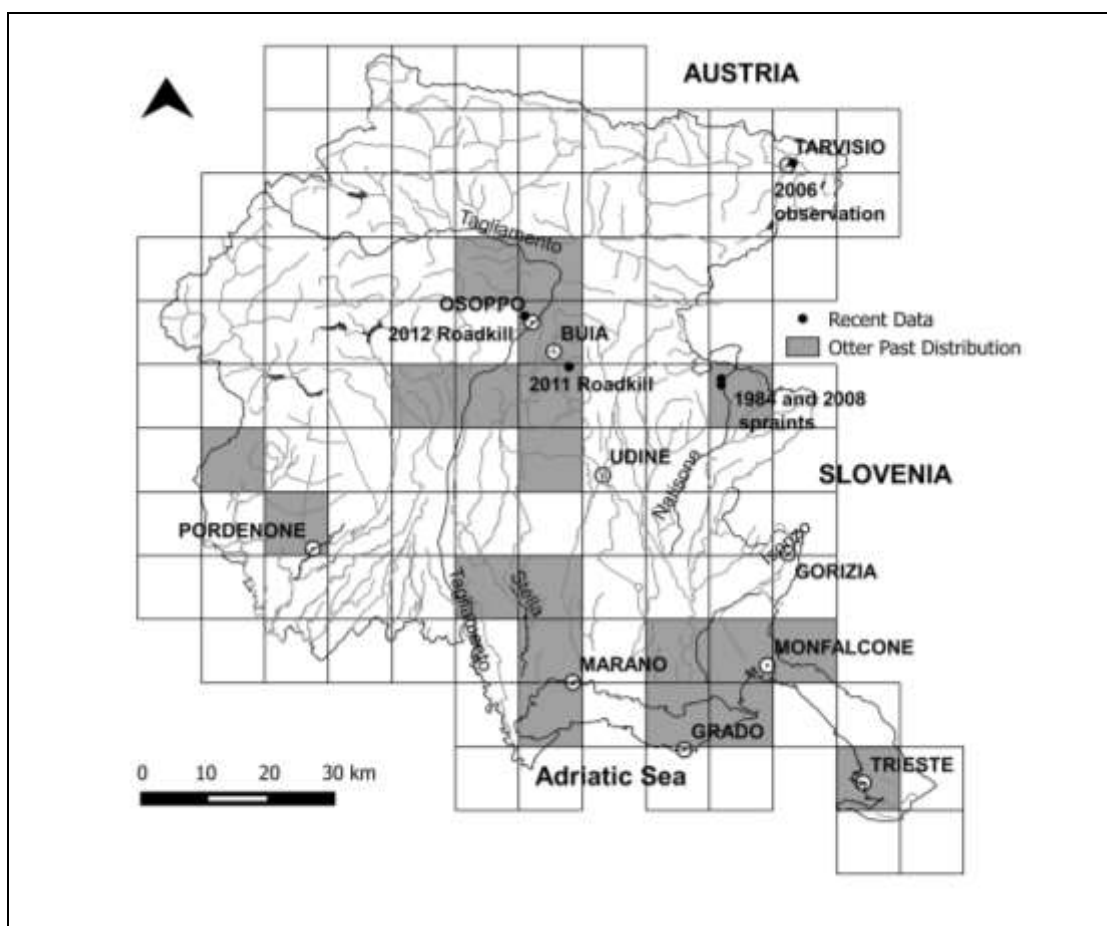 AUSTRIA
TARVISIO
2006
observation
Tagliamento
OSOPPO
2012 Roadkill
BUIA
Recent Data
Otter Past Distribution
2011 Roadkill
1984 and 2008
spraints
UDINE
Natisone
SLOVENIA
PORDENONE
Isonzo
GORIZIA
Tagliamento
Stella
MONFALCONE
MARANO
GRADO
TRIESTE
Adriatic Sea
0 10 20 30 km